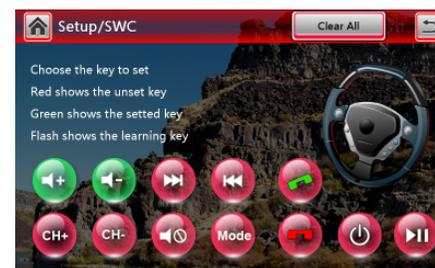 Setup/SWC
Clear All
Choose the key to set
Red shows the unset key
Green shows the setted key
Flash shows the learning key
CH+
CH-
Mode